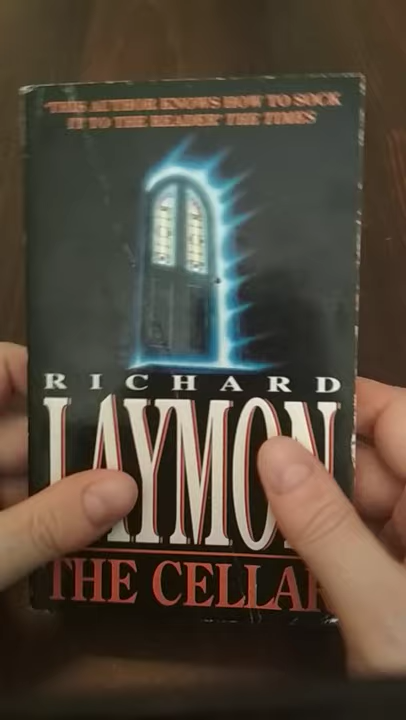 'THIS AUTHOR KNOWS HOW TO SOCK
IT TO THE READER' THE TIMES
RICHARD
LAYMON
THE CELLAR